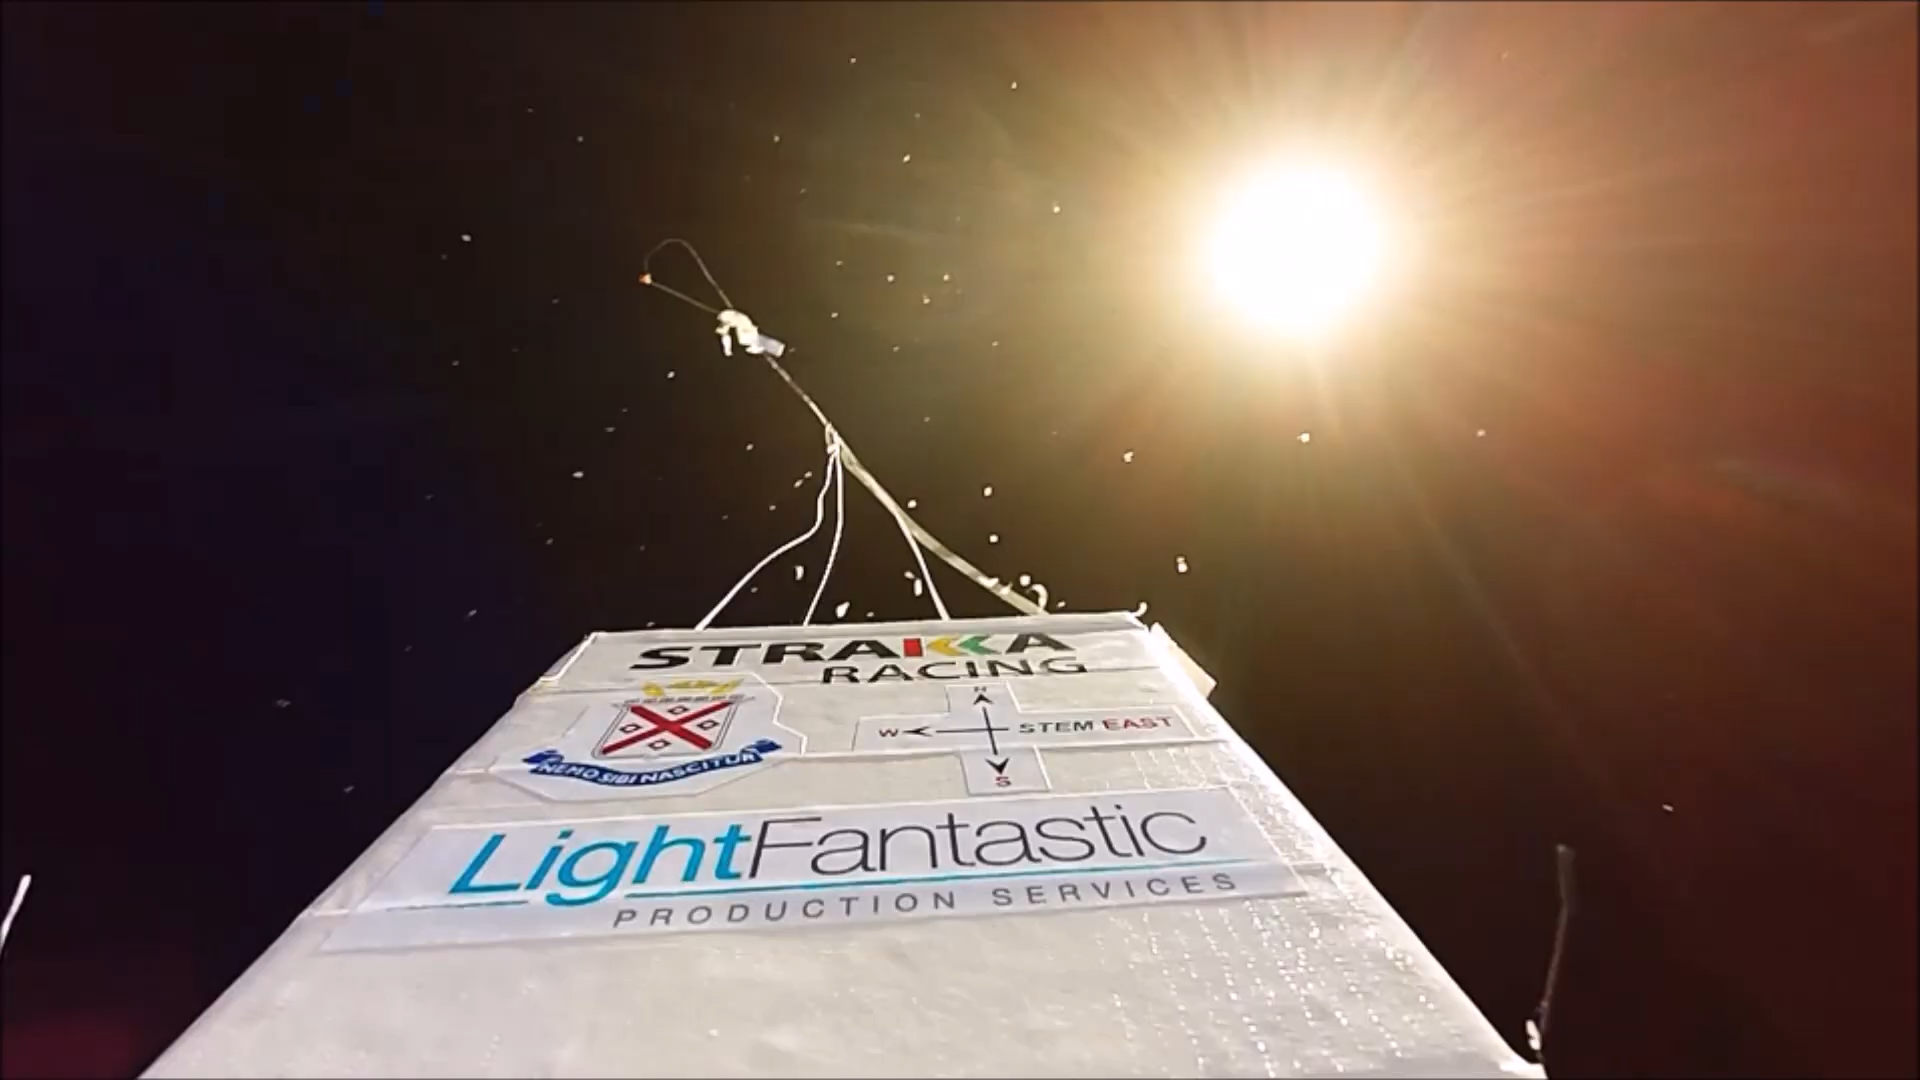 STRAKKA
RACING
NEMO SIBI NASCITUR
N
W
STEM EAST
S
LightFantastic
PRODUCTION SERVICES